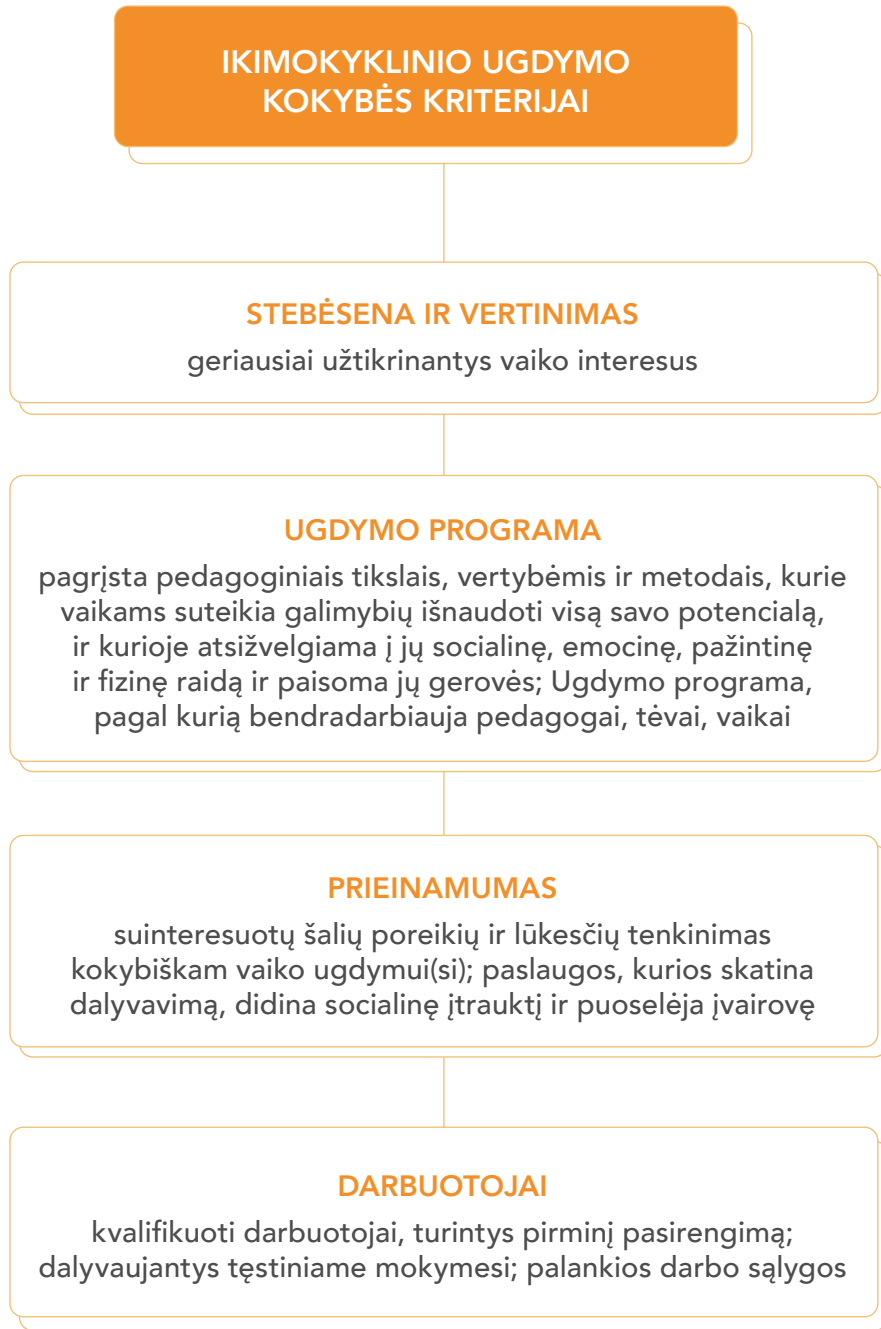 IKIMOKYKLINIO UGDYMO
KOKYBĖS KRITERIJAI
STEBĖSENA IR VERTINIMAS
geriausiai užtikrinantys vaiko interesus
UGDYMO PROGRAMA
pagrįsta pedagoginiais tikslais, vertybėmis ir metodais, kurie
vaikams suteikia galimybių išnaudoti visą savo potencialą,
ir kurioje atsižvelgiama į jų socialinę, emocinę, pažintinę
ir fizinę raidą ir paisoma jų gerovės; Ugdymo programa,
pagal kurią bendradarbiauja pedagogai, tėvai, vaikai
PRIEINAMUMAS
suinteresuotų šalių poreikių ir lūkesčių tenkinimas
kokybiškam vaiko ugdymui(si); paslaugos, kurios skatina
dalyvavimą, didina socialinę įtrauktį ir puoselėja įvairovę
DARBUOTOJAI
kvalifikuoti darbuotojai, turintys pirminį pasirengimą;
dalyvaujantys tęstiniame mokymesi; palankios darbo sąlygos